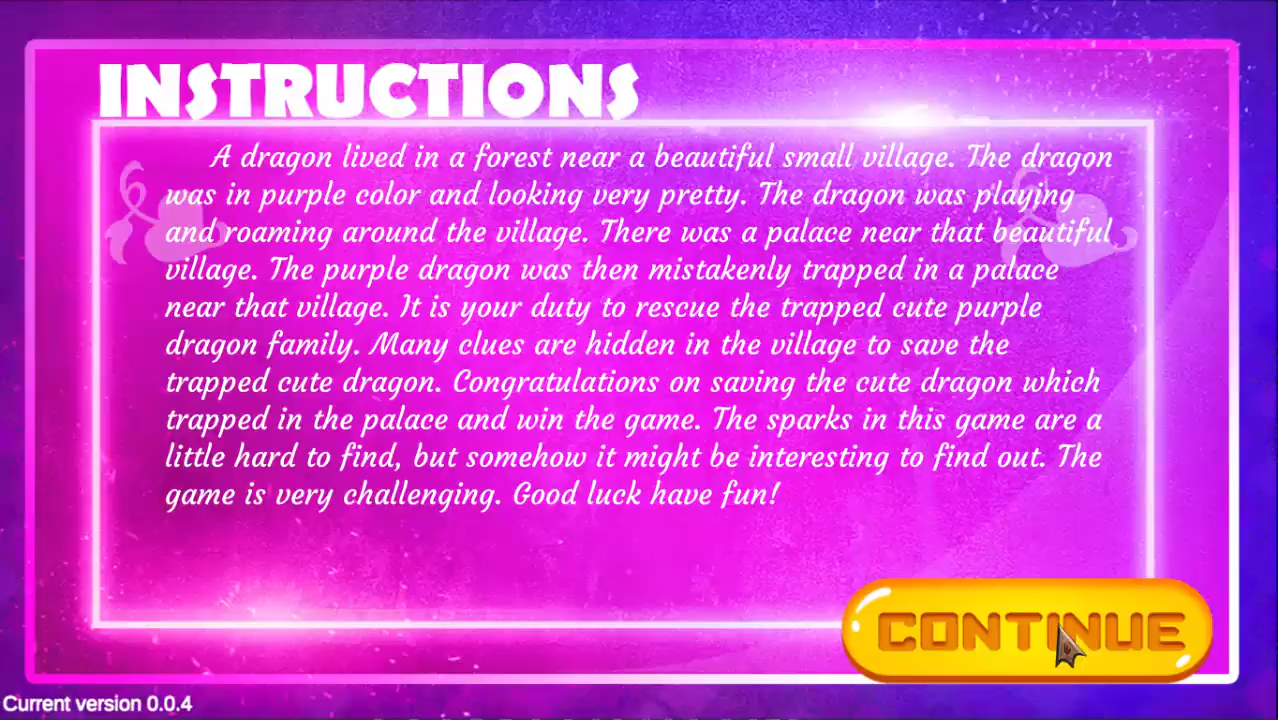 INSTRUCTIONS
A dragon lived in a forest near a beautiful small village. The dragon
was in purple color and looking very pretty. The dragon was playing
and roaming around the village. There was a palace near that beautiful
village. The purple dragon was then mistakenly trapped in a palace
near that village. It is your duty to rescue the trapped cute purple
dragon family. Many clues are hidden in the village to save the
trapped cute dragon. Congratulations on saving the cute dragon which
trapped in the palace and win the game. The sparks in this game are a
little hard to find, but somehow it might be interesting to find out. The
game is very challenging. Good luck have fun!
CONTINUE
Current version 0.0.4